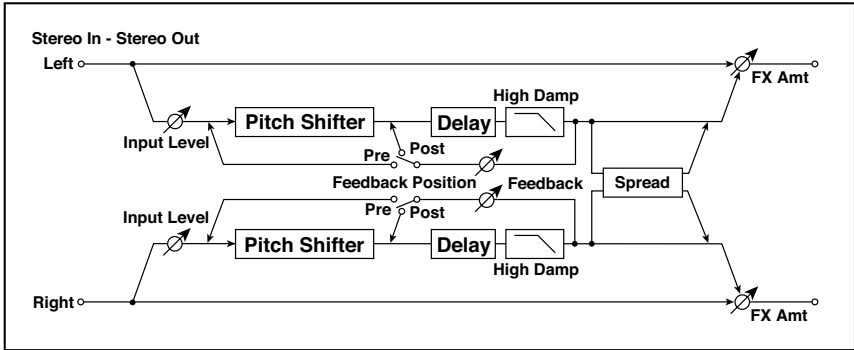 Stereo In - Stereo Out
Left
FX Amt
High Damp
Input Level
Pitch Shifter
Delay
Pre
Post
Feedback Position
Feedback
Spread
Input Level
Pre
Post
Pitch Shifter
Delay
High Damp
Right
FX Amt